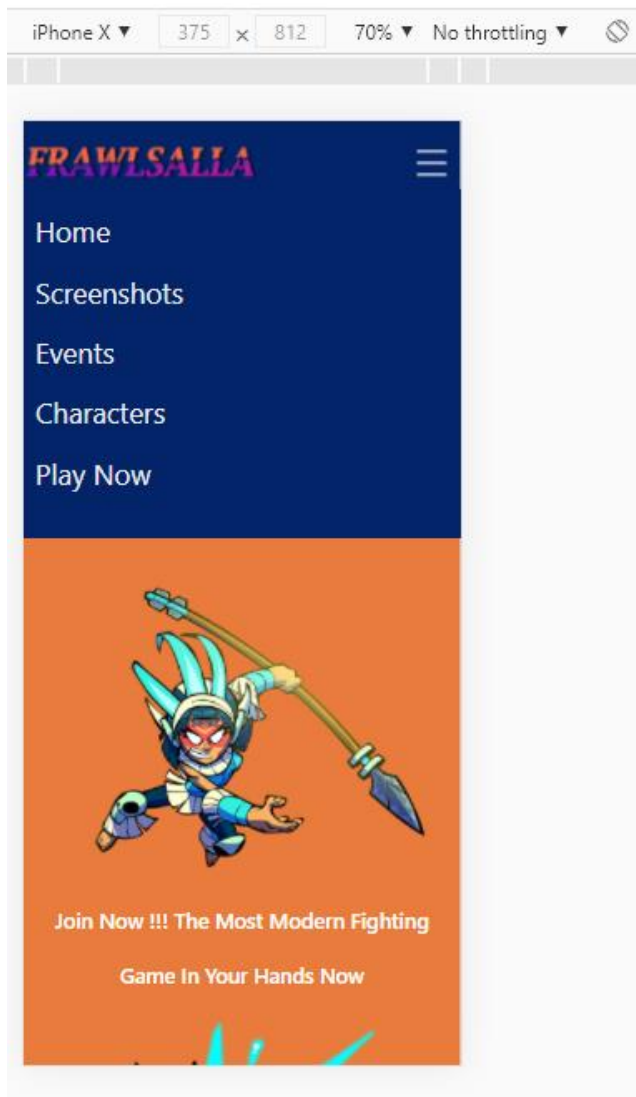 iPhone X ▼ 375 × 812 70% ▼ No throttling ▼
FRAWLSALLA
Home
Screenshots
Events
Characters
Play Now
Join Now !!! The Most Modern Fighting
Game In Your Hands Now